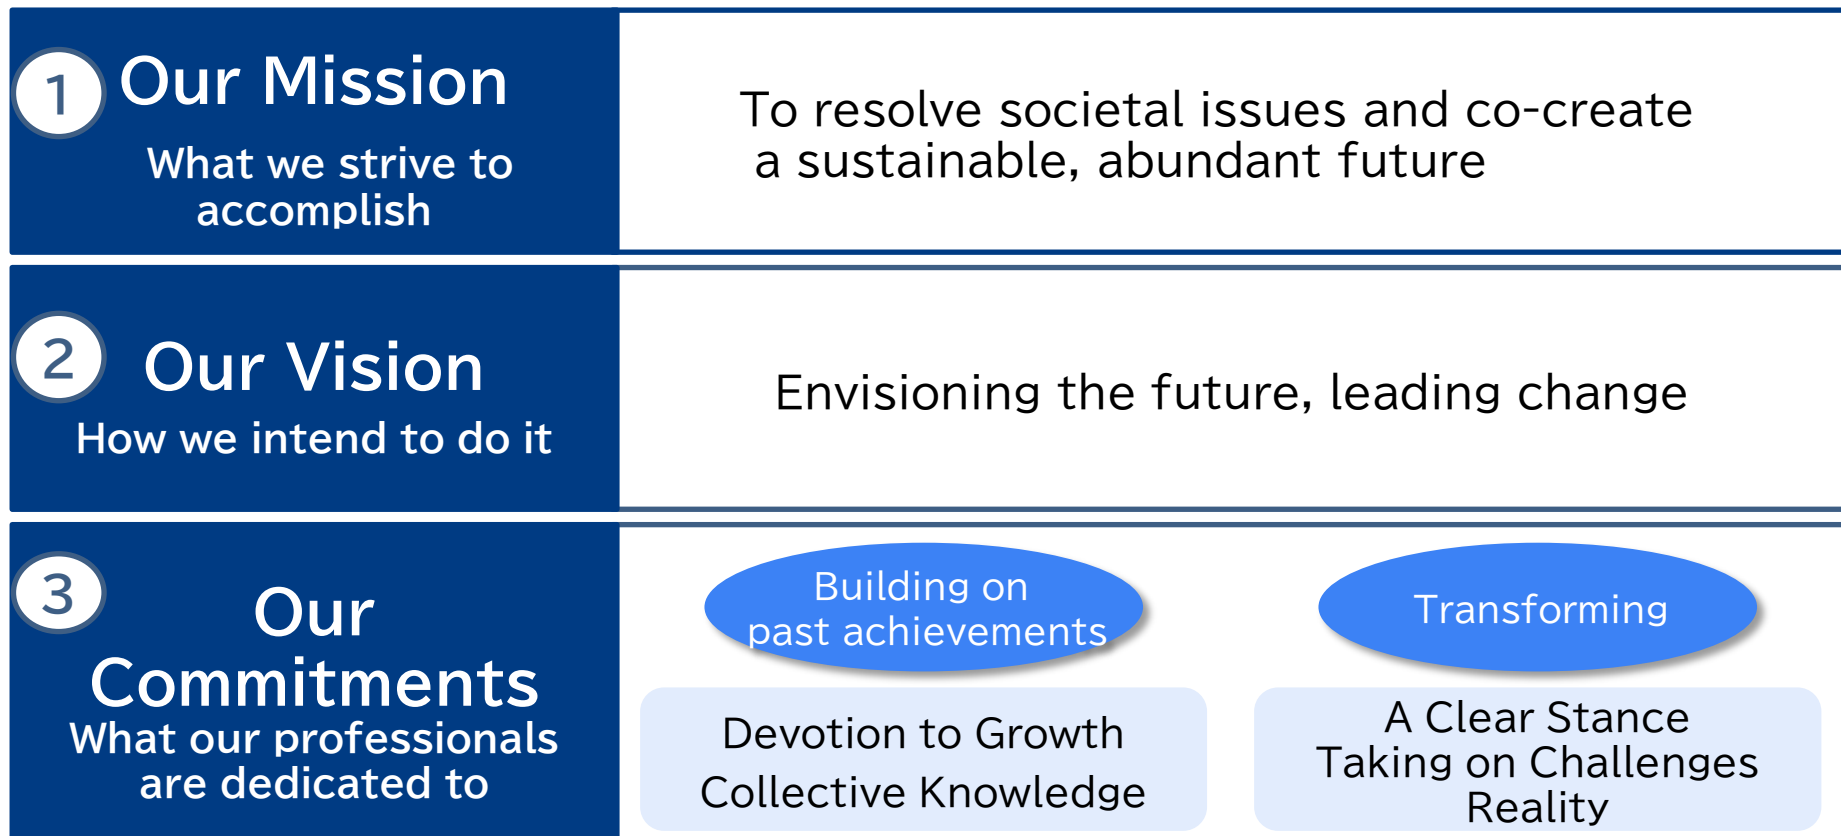 1
Our Mission
What we strive to
accomplish
To resolve societal issues and co-create
a sustainable, abundant future
2
Our Vision
How we intend to do it
Envisioning the future, leading change
3
Our
Commitments
What our professionals
are dedicated to
Building on
past achievements
Devotion to Growth
Collective Knowledge
Transforming
A Clear Stance
Taking on Challenges
Reality